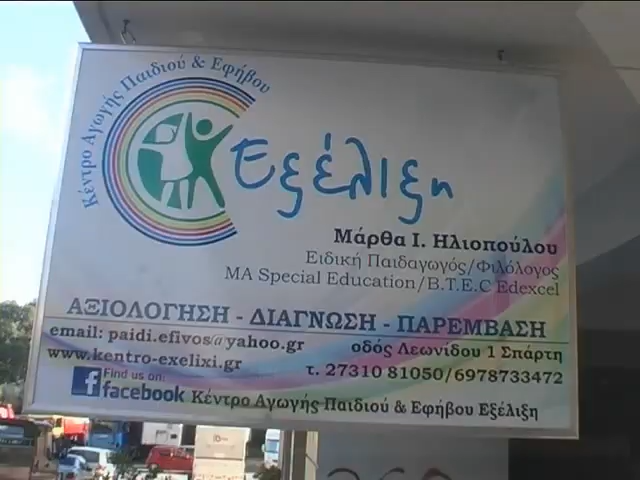 Κέντρο Αγωγής Παιδιού & Εφήβου
Εξέλιξη
Μάρθα Ι. Ηλιοπούλου
Ειδική Παιδαγωγός/Φιλόλογος
MA Special Education/B.T.E.C Edexcel
ΑΞΙΟΛΟΓΗΣΗ - ΔΙΑΓΝΩΣΗ - ΠΑΡΕΜΒΑΣΗ
email: paidi.efivos@yahoo.gr οδός Λεωνίδου 1 Σπάρτη
www.kentro-exelixi.gr τ. 27310 81050/6978733472
f Find us on:
facebook Κέντρο Αγωγής Παιδιού & Εφήβου Εξέλιξη